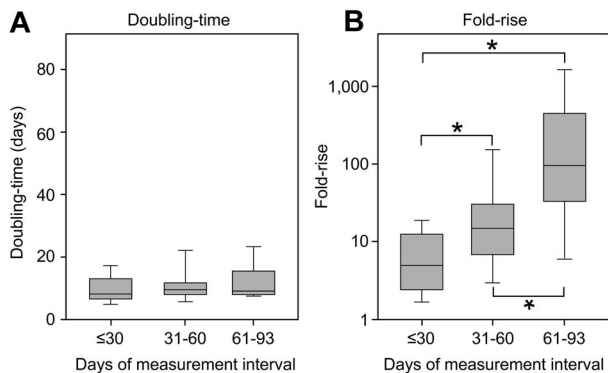 A
Doubling-time
Doubling-time (days)
80
60
40
20
0
≤30
31-60
61-93
Days of measurement interval
B
Fold-rise
Fold-rise
1,000
100
10
1
*
*
*
≤30
31-60
61-93
Days of measurement interval